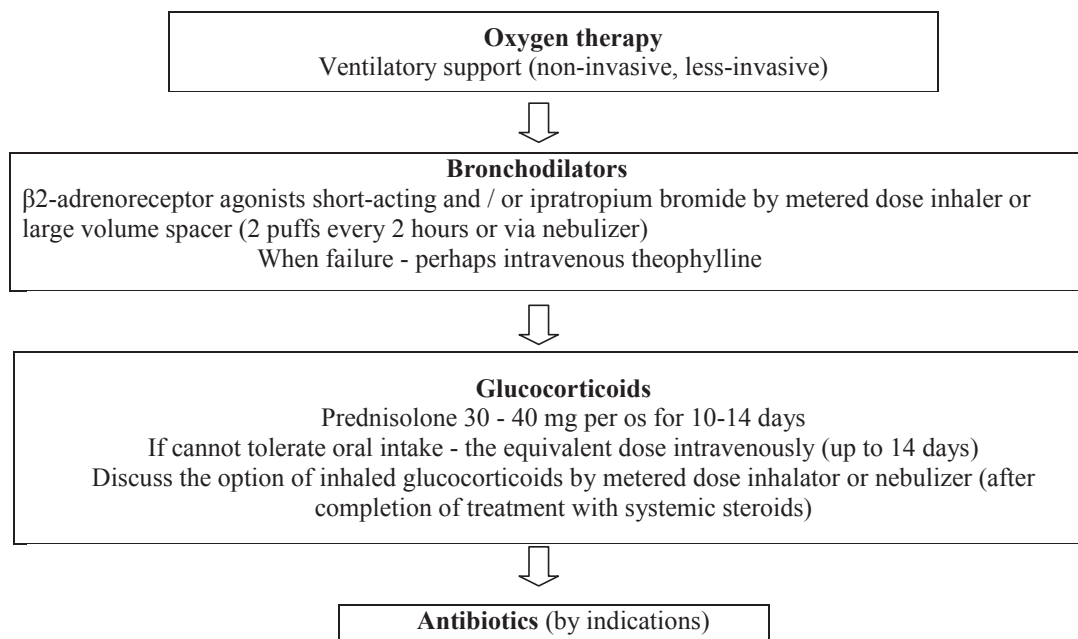 Oxygen therapy
Ventilatory support (non-invasive, less-invasive)
Bronchodilators
β2-adrenoreceptor agonists short-acting and / or ipratropium bromide by metered dose inhaler or
large volume spacer (2 puffs every 2 hours or via nebulizer)
When failure - perhaps intravenous theophylline
Glucocorticoids
Prednisolone 30 - 40 mg per os for 10-14 days
If cannot tolerate oral intake - the equivalent dose intravenously (up to 14 days)
Discuss the option of inhaled glucocorticoids by metered dose inhalator or nebulizer (after
completion of treatment with systemic steroids)
Antibiotics (by indications)